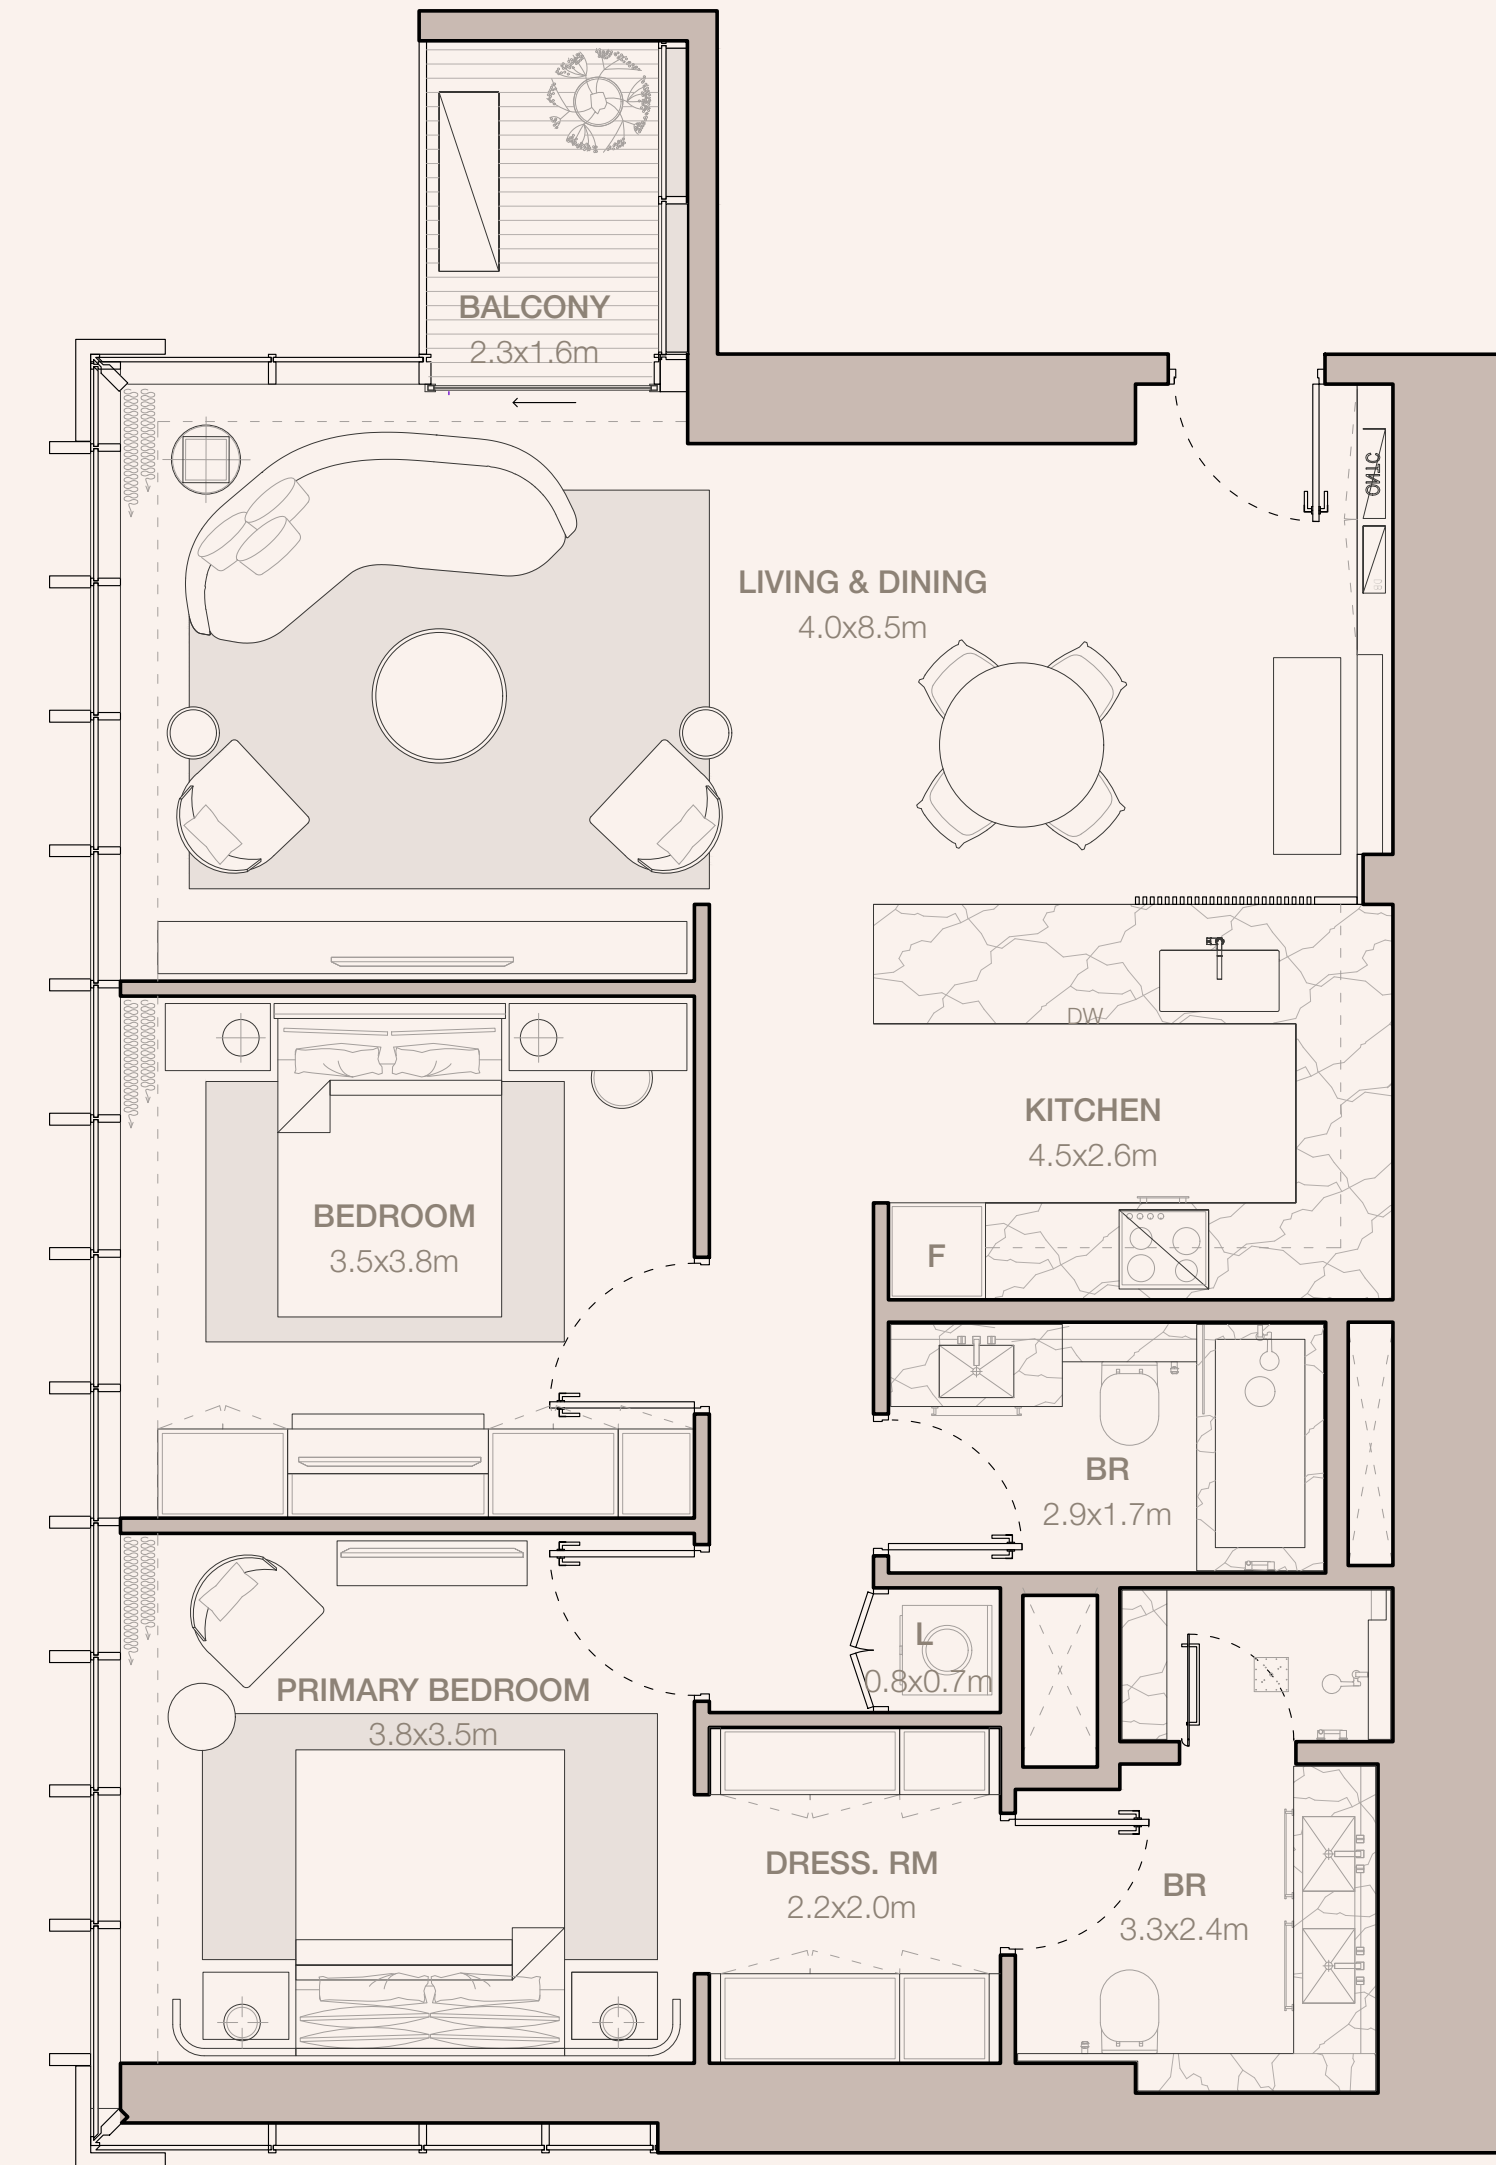 BALCONY
2.3x1.6m
ONTC
LIVING & DINING
4.0x8.5m
DW
KITCHEN
4.5x2.6m
BEDROOM
3.5x3.8m
F
BR
2.9x1.7m
L
0.8x0.7m
PRIMARY BEDROOM
3.8x3.5m
DRESS. RM
2.2x2.0m
BR
3.3x2.4m